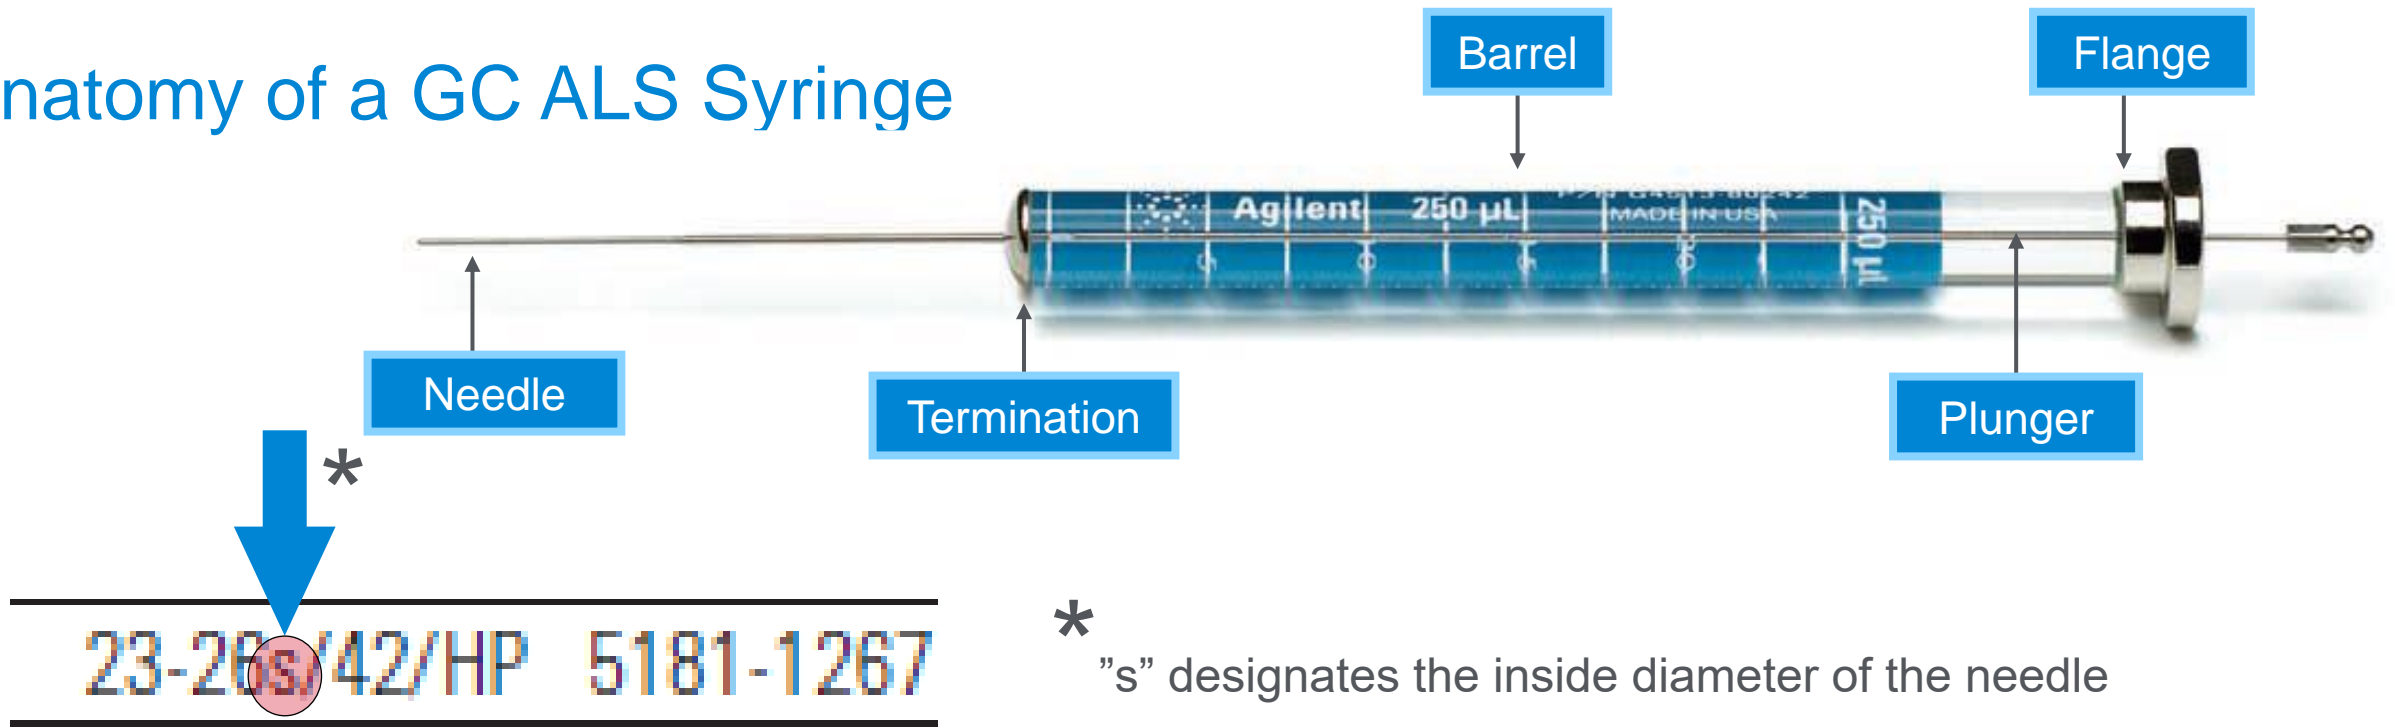 Barrel
Flange
natomy of a GC ALS Syringe
Agilent 250 µL
MADE IN USA
250 µl
Needle
Termination
Plunger
*
23-26s/42/HP 5181-1267
*
”s” designates the inside diameter of the needle